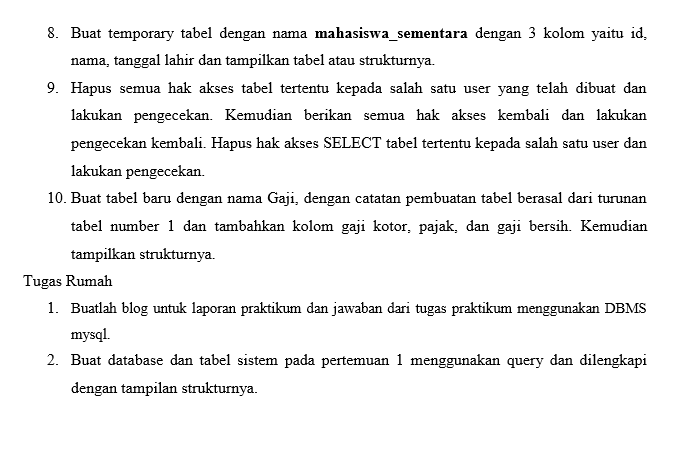 8. Buat temporary tabel dengan nama mahasiswa_sementara dengan 3 kolom yaitu id,
nama, tanggal lahir dan tampilkan tabel atau strukturnya.
9. Hapus semua hak akses tabel tertentu kepada salah satu user yang telah dibuat dan
lakukan pengecekan. Kemudian berikan semua hak akses kembali dan lakukan
pengecekan kembali. Hapus hak akses SELECT tabel tertentu kepada salah satu user dan
lakukan pengecekan.
10. Buat tabel baru dengan nama Gaji, dengan catatan pembuatan tabel berasal dari turunan
tabel number 1 dan tambahkan kolom gaji kotor, pajak, dan gaji bersih. Kemudian
tampilkan strukturnya.
Tugas Rumah
1. Buatlah blog untuk laporan praktikum dan jawaban dari tugas praktikum menggunakan DBMS
mysql.
2. Buat database dan tabel sistem pada pertemuan 1 menggunakan query dan dilengkapi
dengan tampilan strukturnya.